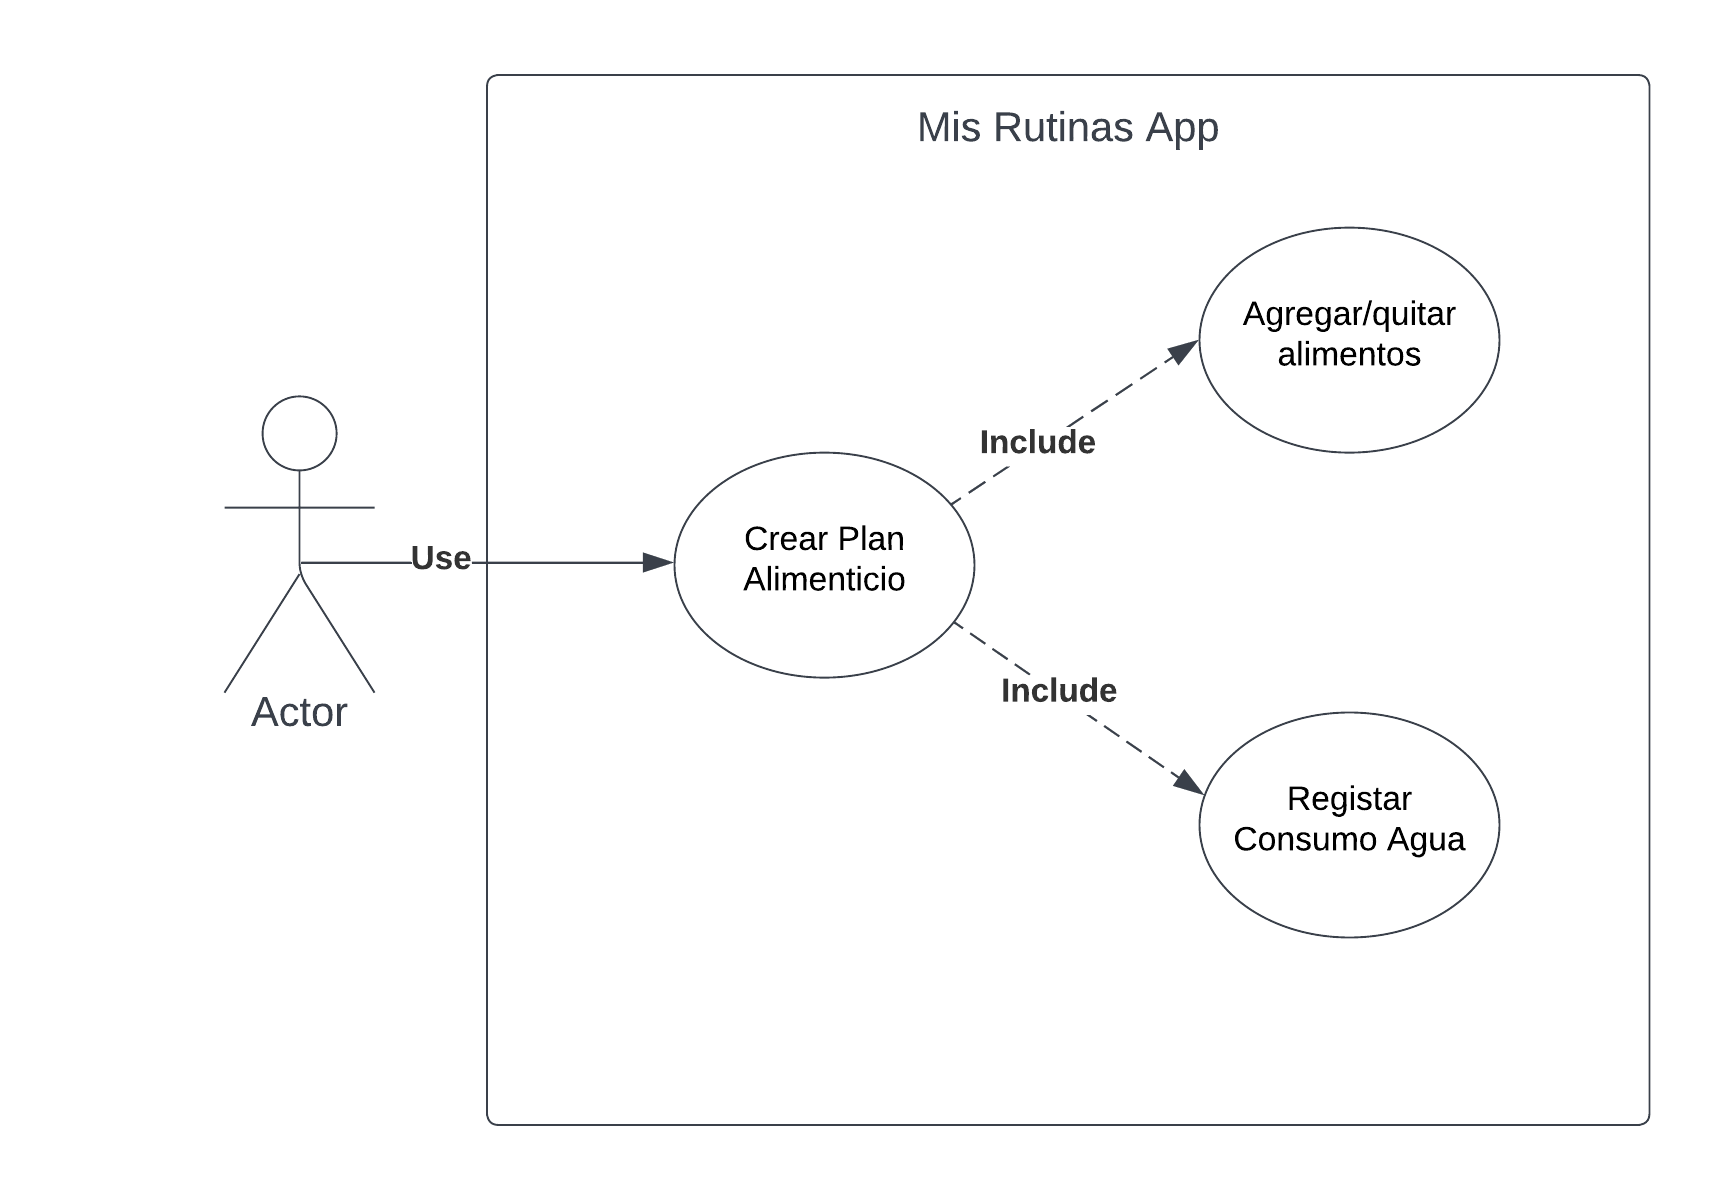 Mis Rutinas App
Agregar/quitar
alimentos
Include
Crear Plan
Alimenticio
Use
Include
Actor
Registar
Consumo Agua